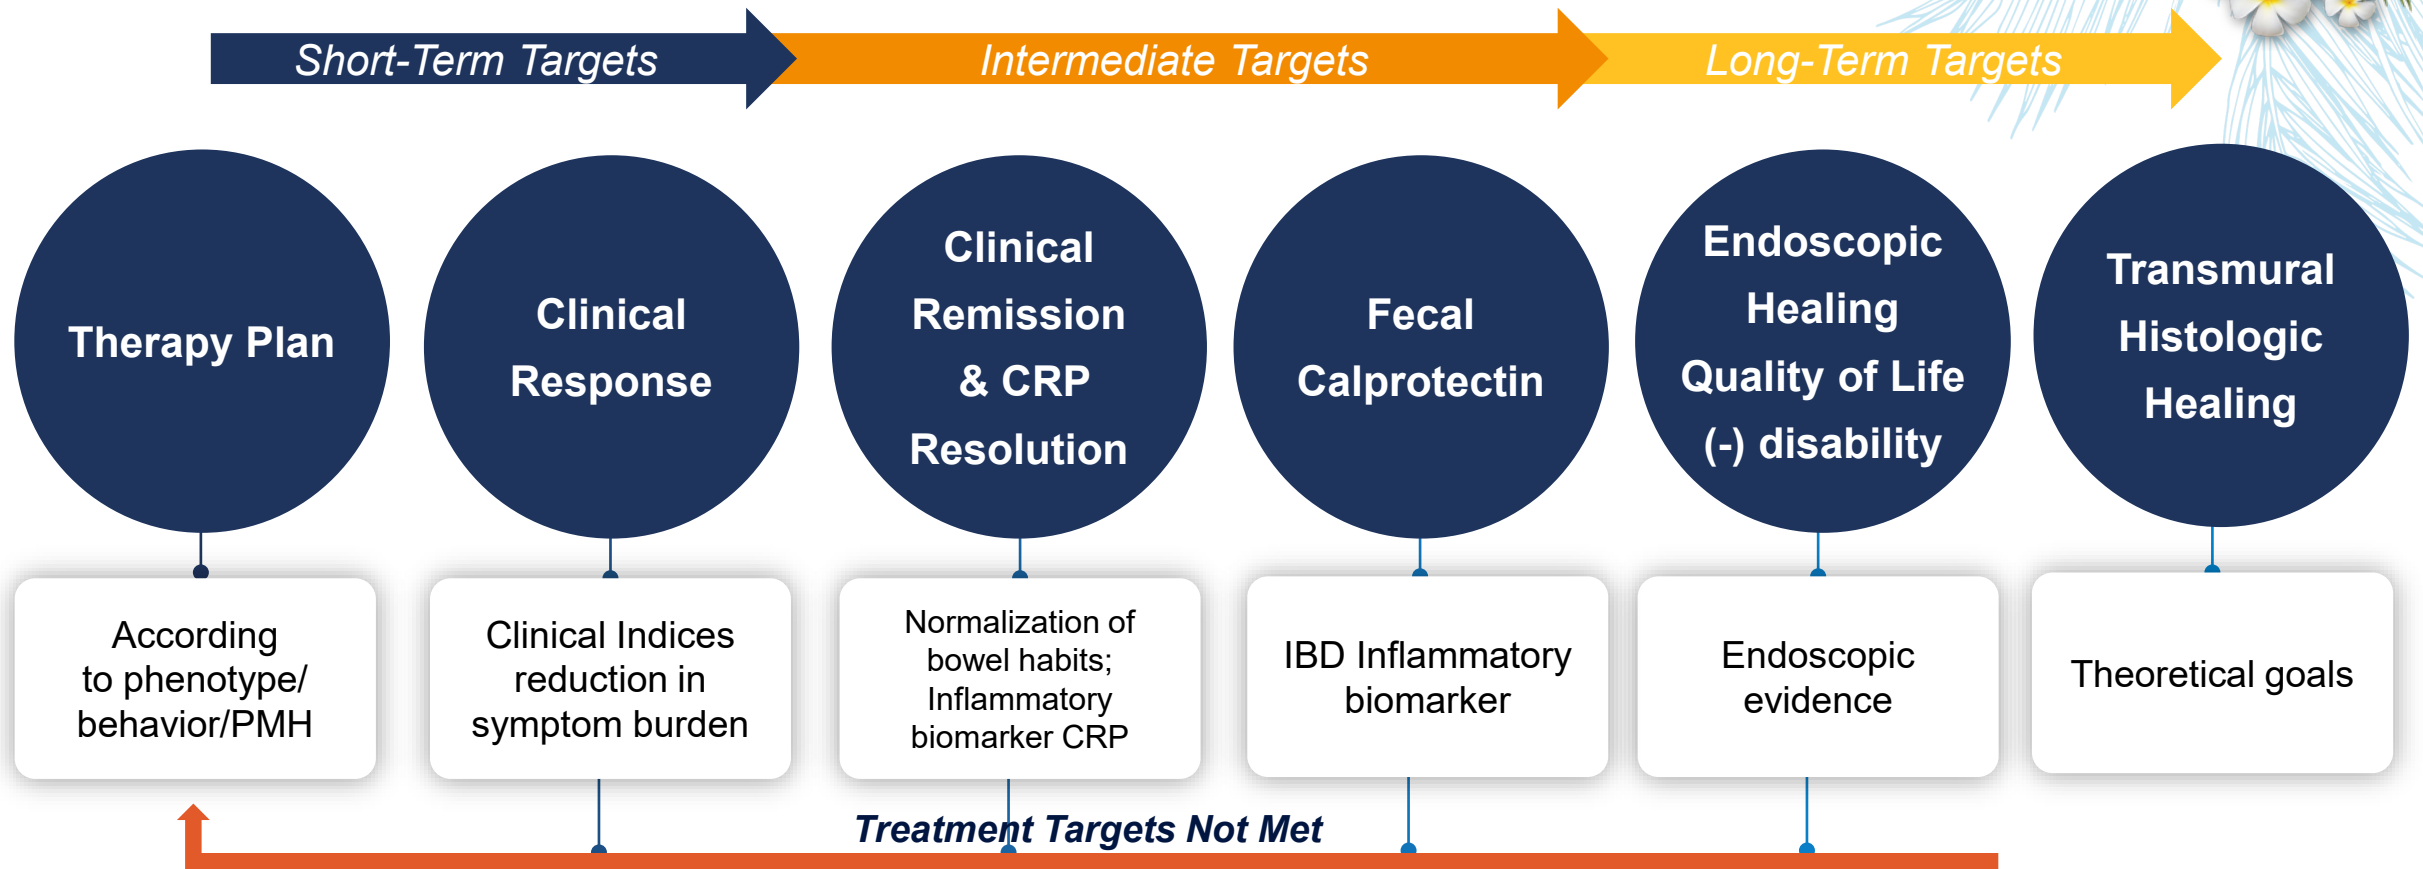 Short-Term Targets
Intermediate Targets
Long-Term Targets
Therapy Plan
Clinical
Response
Clinical
Remission
& CRP
Resolution
Fecal
Calprotectin
Endoscopic
Healing
Quality of Life
(-) disability
Transmural
Histologic
Healing
According
to phenotype/
behavior/PMH
Clinical Indices
reduction in
symptom burden
Normalization of
bowel habits;
Inflammatory
biomarker CRP
IBD Inflammatory
biomarker
Endoscopic
evidence
Theoretical goals
Treatment Targets Not Met